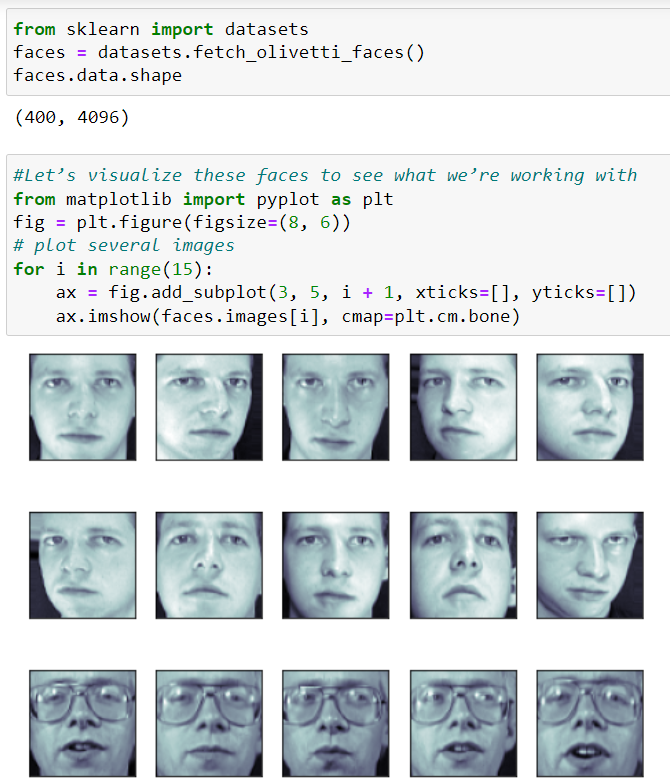 from sklearn import datasets
faces = datasets.fetch_olivetti_faces()
faces.data.shape
(400, 4096)
#Let’s visualize these faces to see what we’re working with
from matplotlib import pyplot as plt
fig = plt.figure(figsize=(8, 6))
# plot several images
for i in range(15):
    ax = fig.add_subplot(3, 5, i + 1, xticks=[], yticks=[])
    ax.imshow(faces.images[i], cmap=plt.cm.bone)